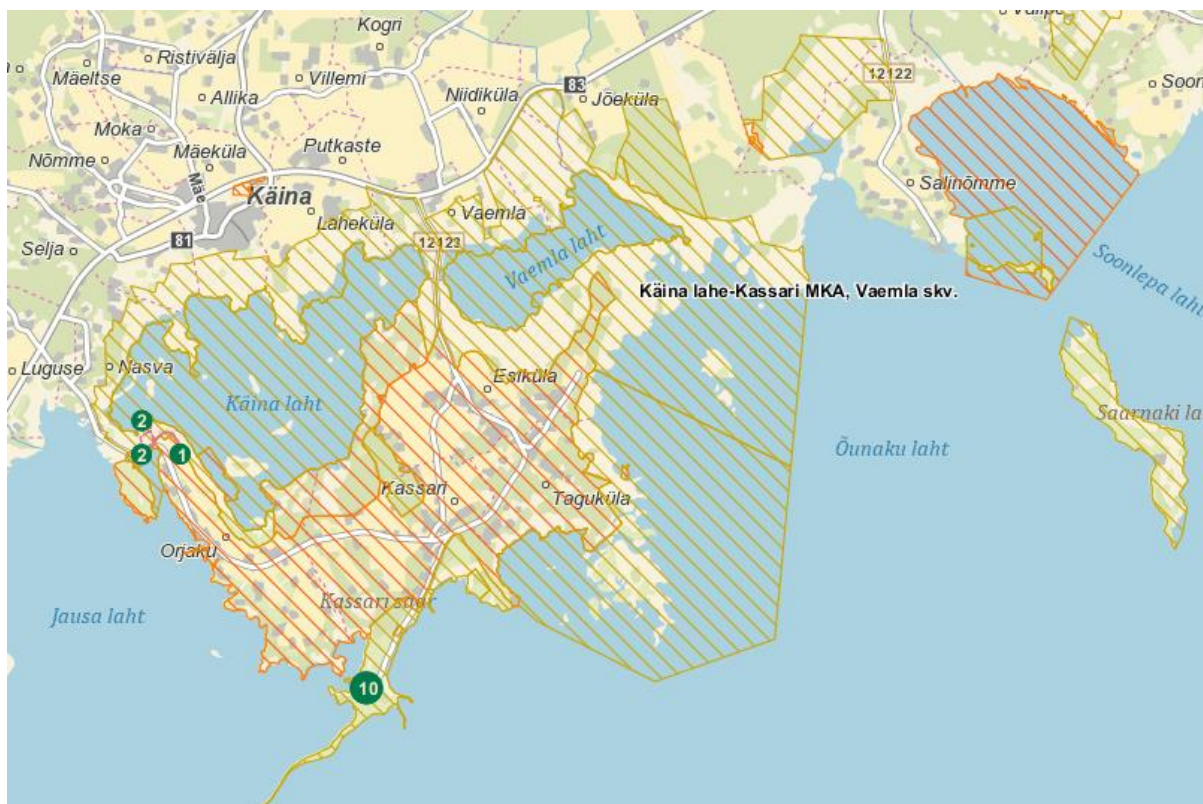 Kogri
Ristivälja
Mäeltse
Villemi
Allika
83
12122
Niidiküla
Jõeküla
Soon
Moka
Putkaste
Nõmme
Mäeküla
Mäe
Käina
Salinõmme
Laheküla
Vaemla
Selja
81
12123
Vaemla laht
Soonlepa laht
Käina lahe-Kassari MKA, Vaemla skv.
Luguse
Nasva
Esiküla
Käina laht
Saarnaki la
2
2
1
Õunaku laht
Kassari
Taguküla
Orjaku
Kassari saar
Jausa laht
10